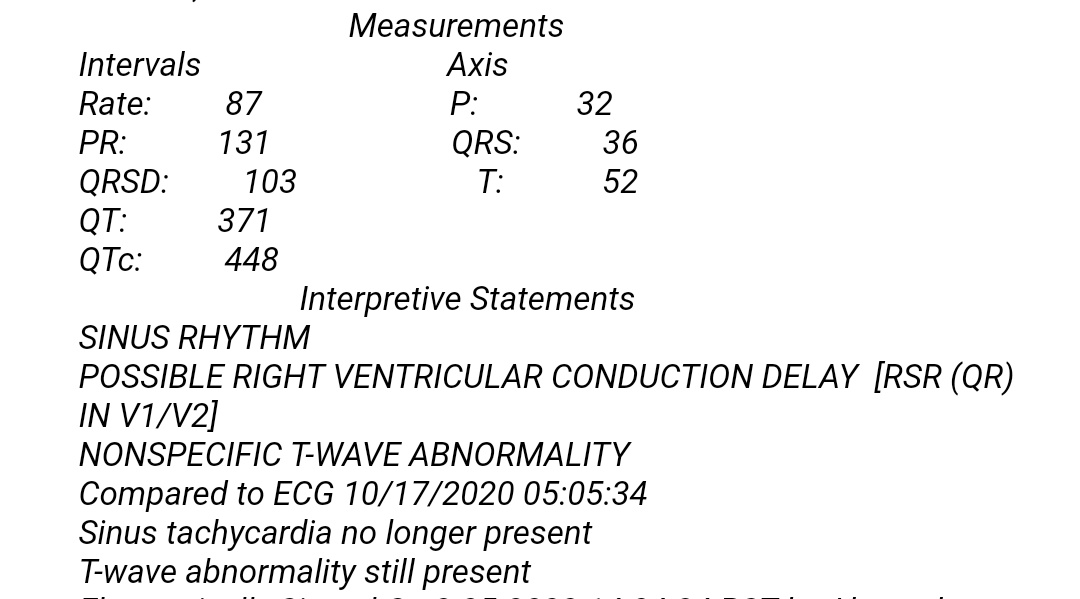 Measurements
Intervals Axis
Rate: 87 P: 32
PR: 131 QRS: 36
QRSD: 103 T: 52
QT: 371
QTc: 448
Interpretive Statements
SINUS RHYTHM
POSSIBLE RIGHT VENTRICULAR CONDUCTION DELAY [RSR (QR)
IN V1/V2]
NONSPECIFIC T-WAVE ABNORMALITY
Compared to ECG 10/17/2020 05:05:34
Sinus tachycardia no longer present
T-wave abnormality still present